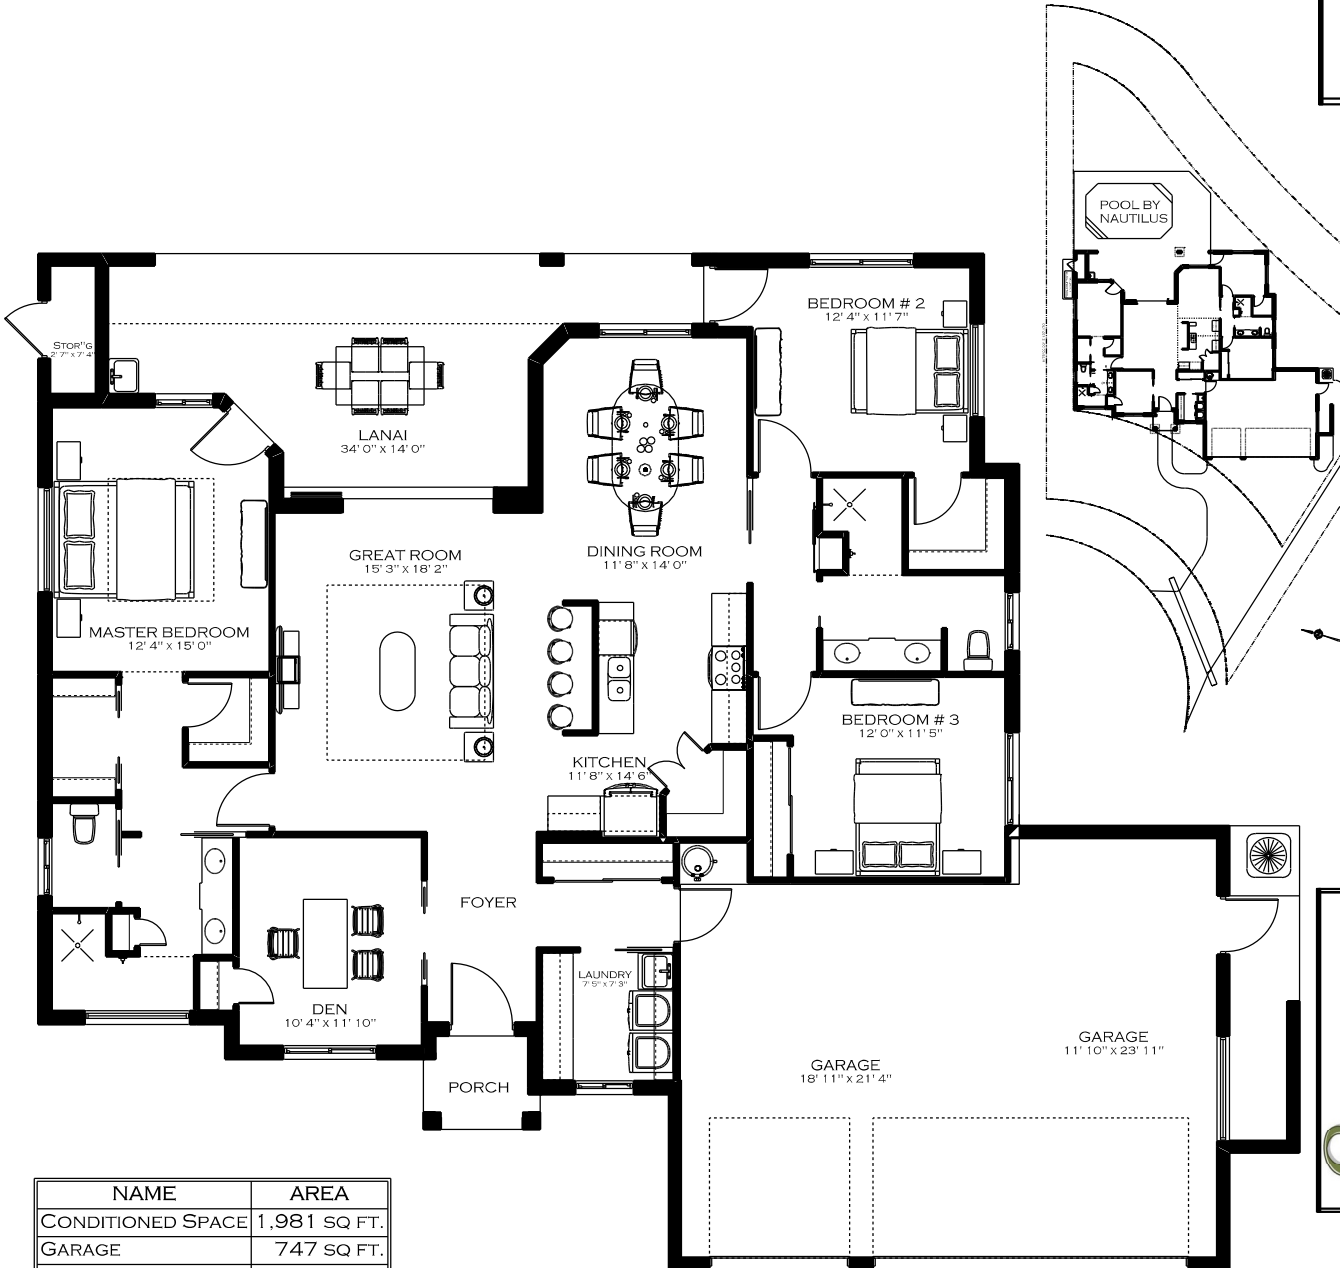 POOL BY
NAUTILUS
BEDROOM # 2
12' 4" x 11' 7"
STOR'G
2' 7" x 7' 4"
LANAI
34' 0" x 14' 0"
GREAT ROOM
15' 3" x 18' 2"
DINING ROOM
11' 8" x 14' 0"
MASTER BEDROOM
12' 4" x 15' 0"
BEDROOM # 3
12' 0" x 11' 5"
KITCHEN
11' 8" x 14' 6"
FOYER
LAUNDRY
7' 5" x 7' 3"
DEN
10' 4" x 11' 10"
GARAGE
11' 10" x 23' 11"
GARAGE
18' 11" x 21' 4"
PORCH
NAME AREA
CONDITIONED SPACE 1,981 SQ FT.
GARAGE 747 SQ FT.